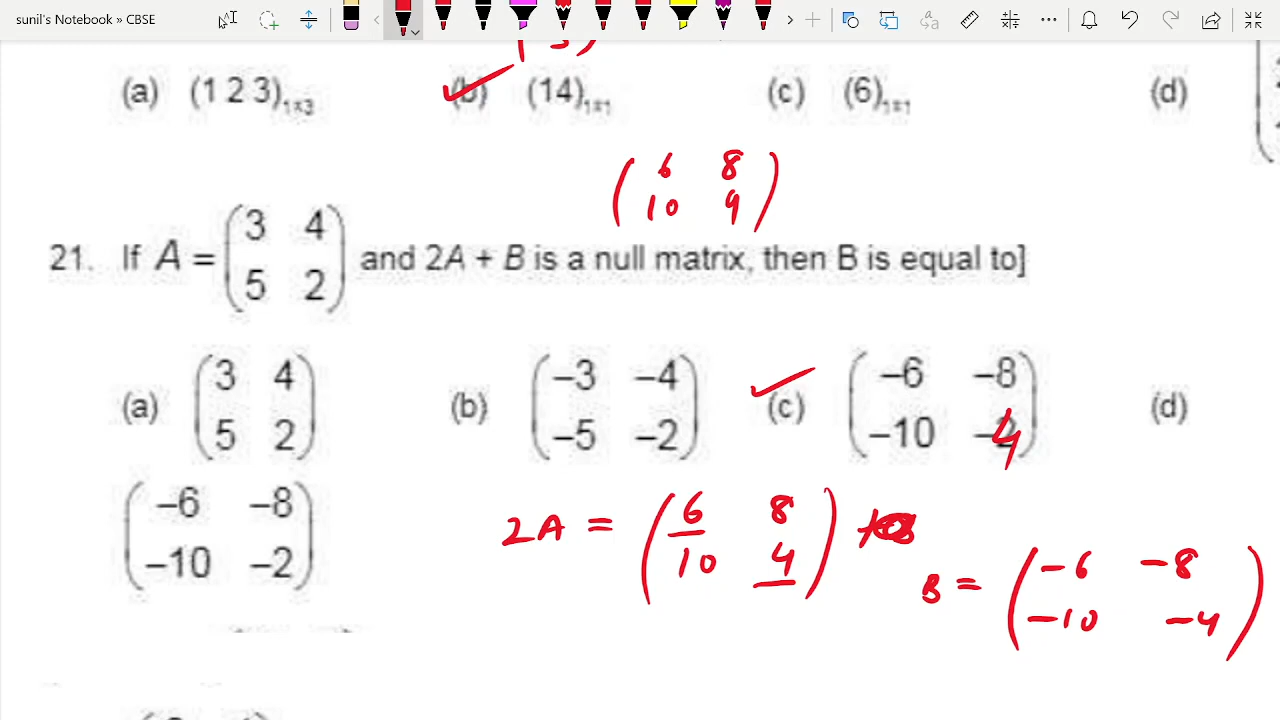 sunil's Notebook » CBSE
(a) (1 2 3)1×3 (b) (14)1×1 (c) (6)1×1 (d)
6 8
10 9
21. If A = (3 4
5 2) and 2A + B is a null matrix, then B is equal to]
(a) (3 4
5 2)
(b) (–3 –4
–5 –2)
(c) (–6 –8
–10 4)
(d)
(–6 –8
–10 –2)
2A = (6 8
10 4)
B = (–6 –8
–10 –4)